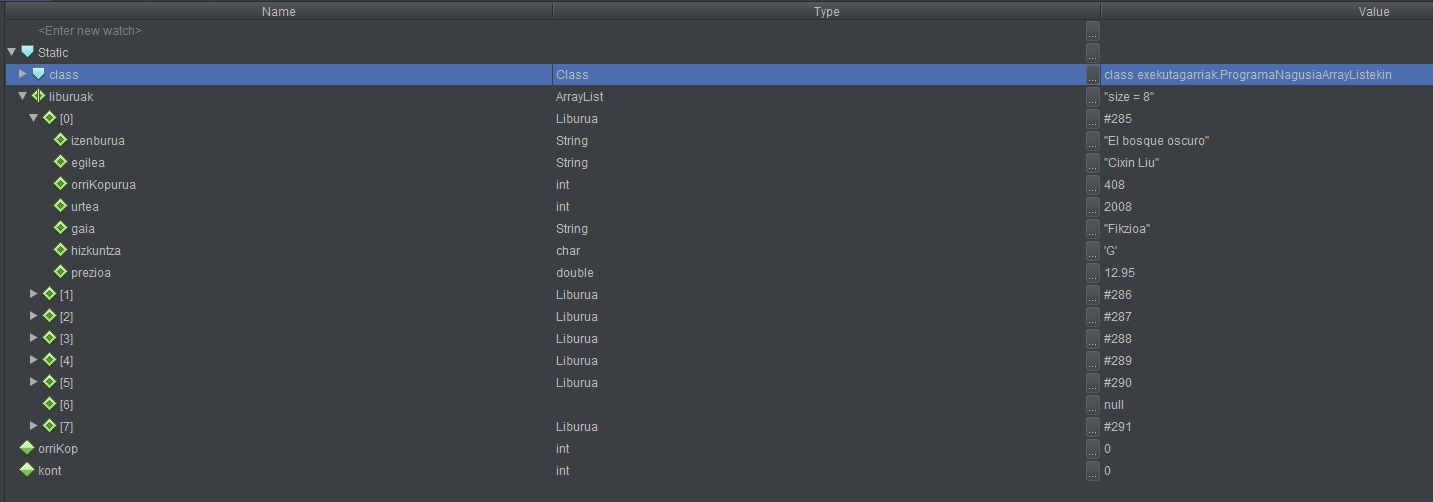 Name Type Value
<Enter new watch> ...
Static ...
class Class ... class exekutagarriak.ProgramaNagusiaArrayListekin
liburuak ArrayList ... "size = 8"
[0] Liburua ... #285
izenburua String ... "El bosque oscuro"
egilea String ... "Cixin Liu"
orriKopurua int ... 408
urtea int ... 2008
gaia String ... "Fikzioa"
hizkuntza char ... 'G'
prezioa double ... 12.95
[1] Liburua ... #286
[2] Liburua ... #287
[3] Liburua ... #288
[4] Liburua ... #289
[5] Liburua ... #290
[6] ... null
[7] Liburua ... #291
orriKop int ... 0
kont int ... 0